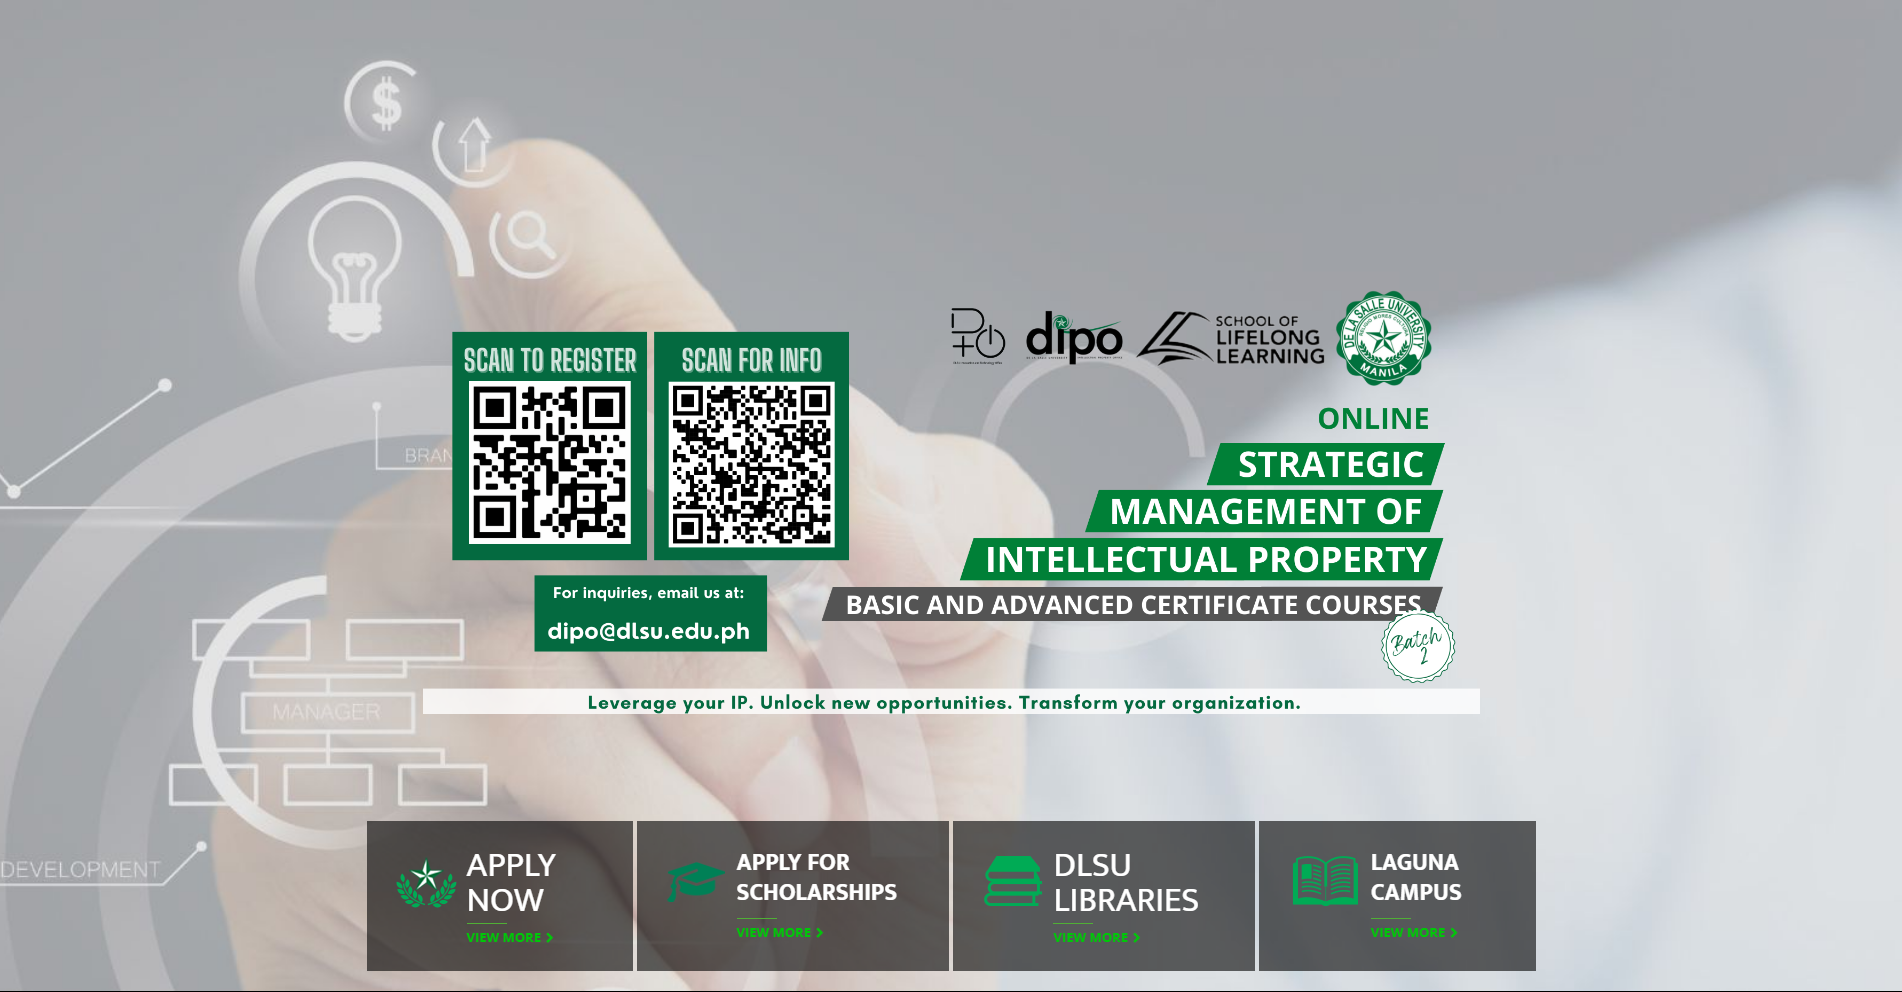 SCAN TO REGISTER
SCAN FOR INFO
For inquiries, email us at:
dipo@dlsu.edu.ph
dipo
SCHOOL OF
LIFELONG
LEARNING
DE LA SALLE UNIVERSITY
MANILA
ONLINE
STRATEGIC
MANAGEMENT OF
INTELLECTUAL PROPERTY
BASIC AND ADVANCED CERTIFICATE COURSES
Batch
2
Leverage your IP. Unlock new opportunities. Transform your organization.
BRAN
MANAGER
DEVELOPMENT
APPLY
NOW
VIEW MORE
APPLY FOR
SCHOLARSHIPS
VIEW MORE
DLSU
LIBRARIES
VIEW MORE
LAGUNA
CAMPUS
VIEW MORE